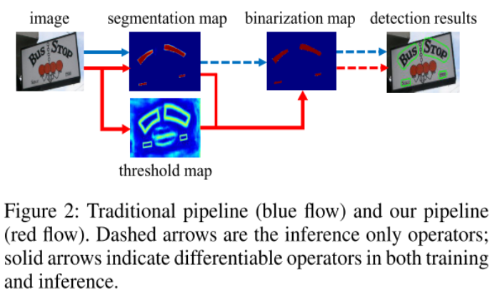 image segmentation map binarization map detection results
BUS STOP
BUS STOP
threshold map
Figure 2: Traditional pipeline (blue flow) and our pipeline
(red flow). Dashed arrows are the inference only operators;
solid arrows indicate differentiable operators in both training
and inference.